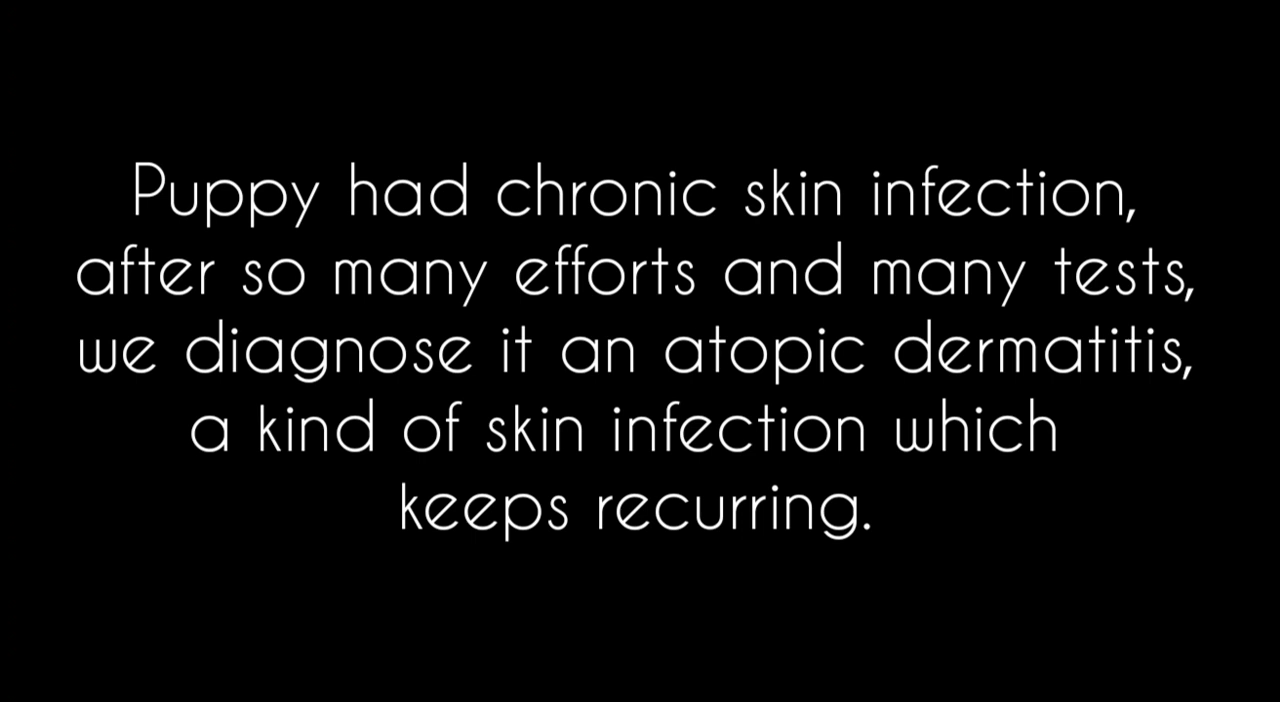 Puppy had chronic skin infection,
after so many efforts and many tests,
we diagnose it an atopic dermatitis,
a kind of skin infection which
keeps recurring.